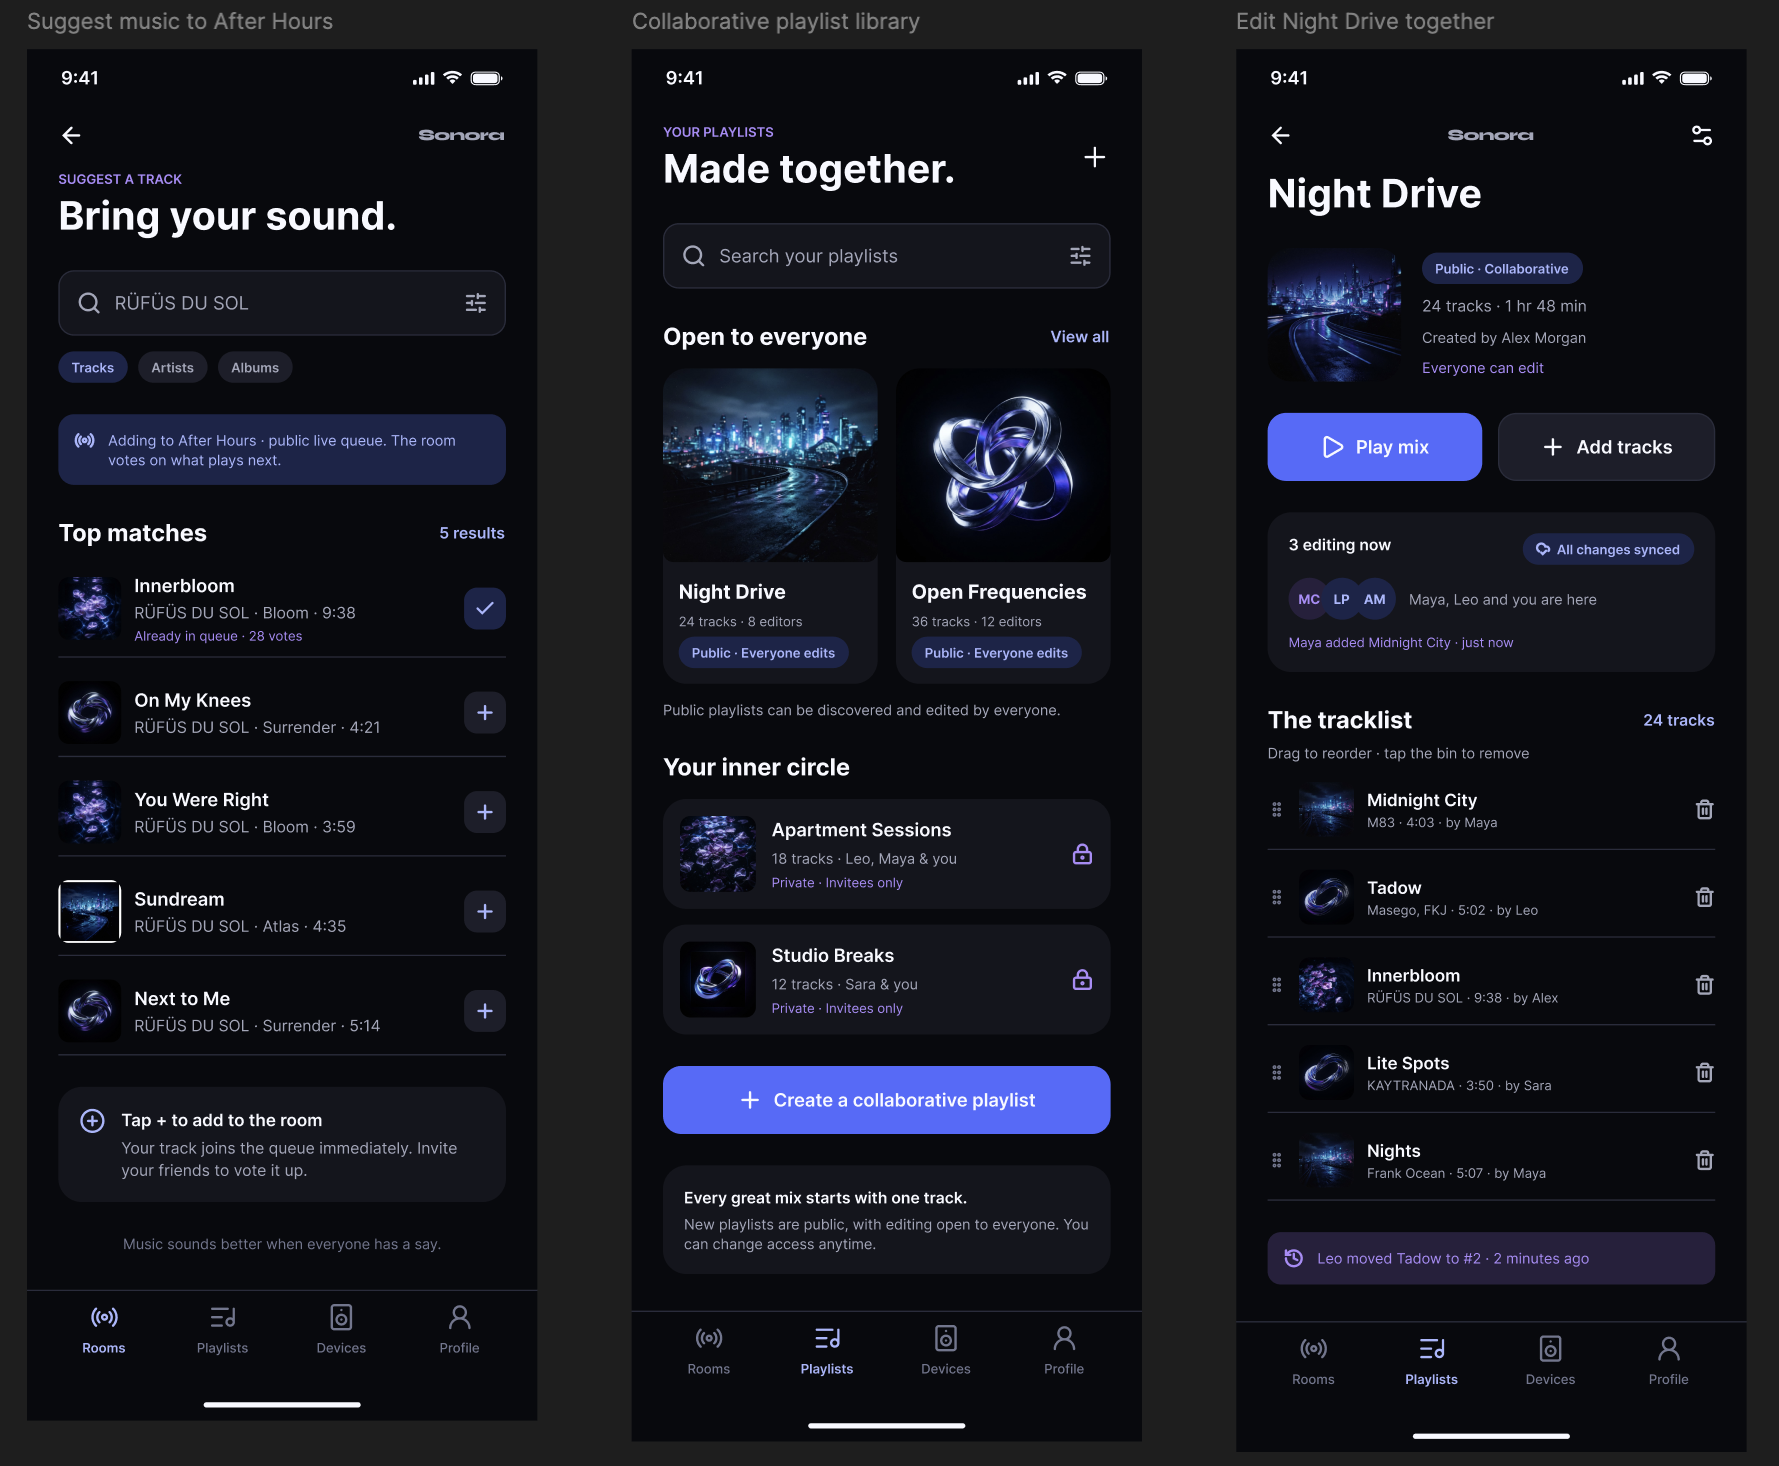 Suggest music to After Hours
9:41
Sonora
SUGGEST A TRACK
Bring your sound.
RÜFÜS DU SOL
Tracks
Artists
Albums
Adding to After Hours · public live queue. The room
votes on what plays next.
Top matches
5 results
Innerbloom
RÜFÜS DU SOL · Bloom · 9:38
Already in queue · 28 votes
On My Knees
RÜFÜS DU SOL · Surrender · 4:21
You Were Right
RÜFÜS DU SOL · Bloom · 3:59
Sundream
RÜFÜS DU SOL · Atlas · 4:35
Next to Me
RÜFÜS DU SOL · Surrender · 5:14
Tap + to add to the room
Your track joins the queue immediately. Invite
your friends to vote it up.
Music sounds better when everyone has a say.
Rooms
Playlists
Devices
Profile
Collaborative playlist library
9:41
YOUR PLAYLISTS
Made together.
Search your playlists
Open to everyone
View all
Night Drive
24 tracks · 8 editors
Public · Everyone edits
Open Frequencies
36 tracks · 12 editors
Public · Everyone edits
Public playlists can be discovered and edited by everyone.
Your inner circle
Apartment Sessions
18 tracks · Leo, Maya & you
Private · Invitees only
Studio Breaks
12 tracks · Sara & you
Private · Invitees only
Create a collaborative playlist
Every great mix starts with one track.
New playlists are public, with editing open to everyone. You
can change access anytime.
Rooms
Playlists
Devices
Profile
Edit Night Drive together
9:41
Sonora
Night Drive
Public · Collaborative
24 tracks · 1 hr 48 min
Created by Alex Morgan
Everyone can edit
Play mix
Add tracks
3 editing now
All changes synced
MC
LP
AM
Maya, Leo and you are here
Maya added Midnight City · just now
The tracklist
24 tracks
Drag to reorder · tap the bin to remove
Midnight City
M83 · 4:03 · by Maya
Tadow
Masego, FKJ · 5:02 · by Leo
Innerbloom
RÜFÜS DU SOL · 9:38 · by Alex
Lite Spots
KAYTRANADA · 3:50 · by Sara
Nights
Frank Ocean · 5:07 · by Maya
Leo moved Tadow to #2 · 2 minutes ago
Rooms
Playlists
Devices
Profile